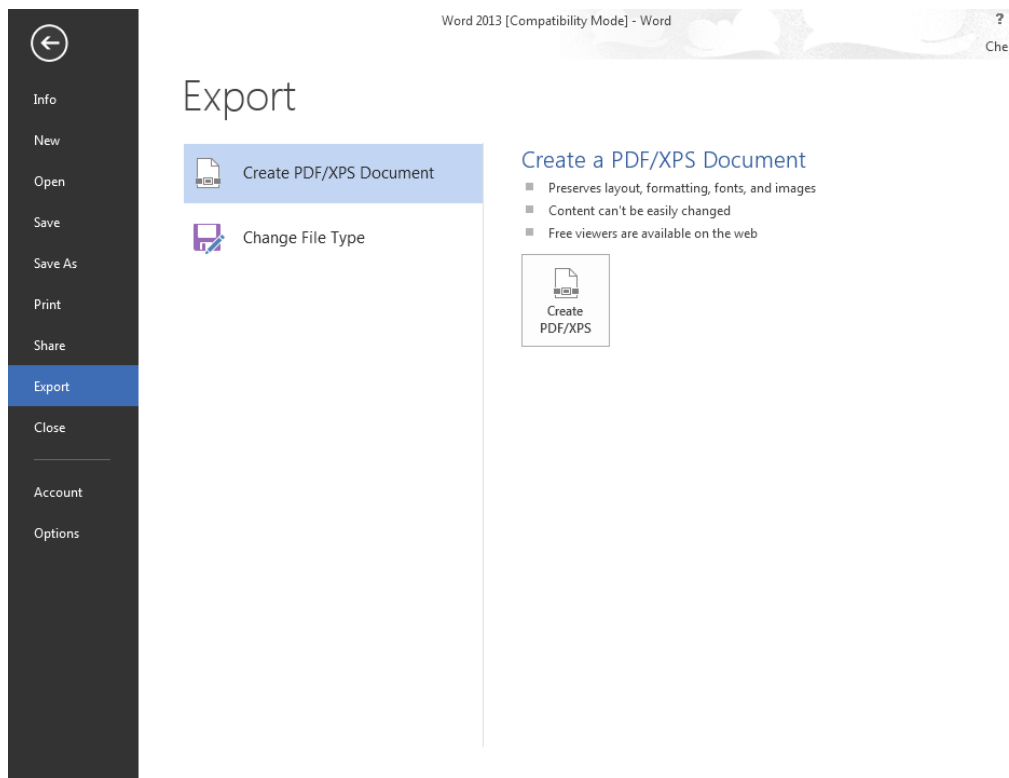 Word 2013 [Compatibility Mode] - Word
?
Che
Info
New
Open
Save
Save As
Print
Share
Export
Close
Account
Options
Export
Create PDF/XPS Document
Change File Type
Create a PDF/XPS Document
Preserves layout, formatting, fonts, and images
Content can't be easily changed
Free viewers are available on the web
Create
PDF/XPS